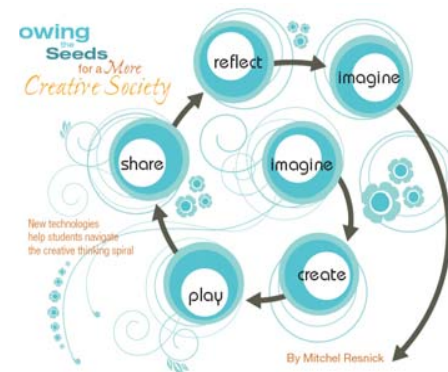 owing
the
Seeds
for a More
Creative Society
reflect
imagine
share
imagine
New technologies
help students navigate
the creative thinking spiral
create
play
By Mitchel Resnick